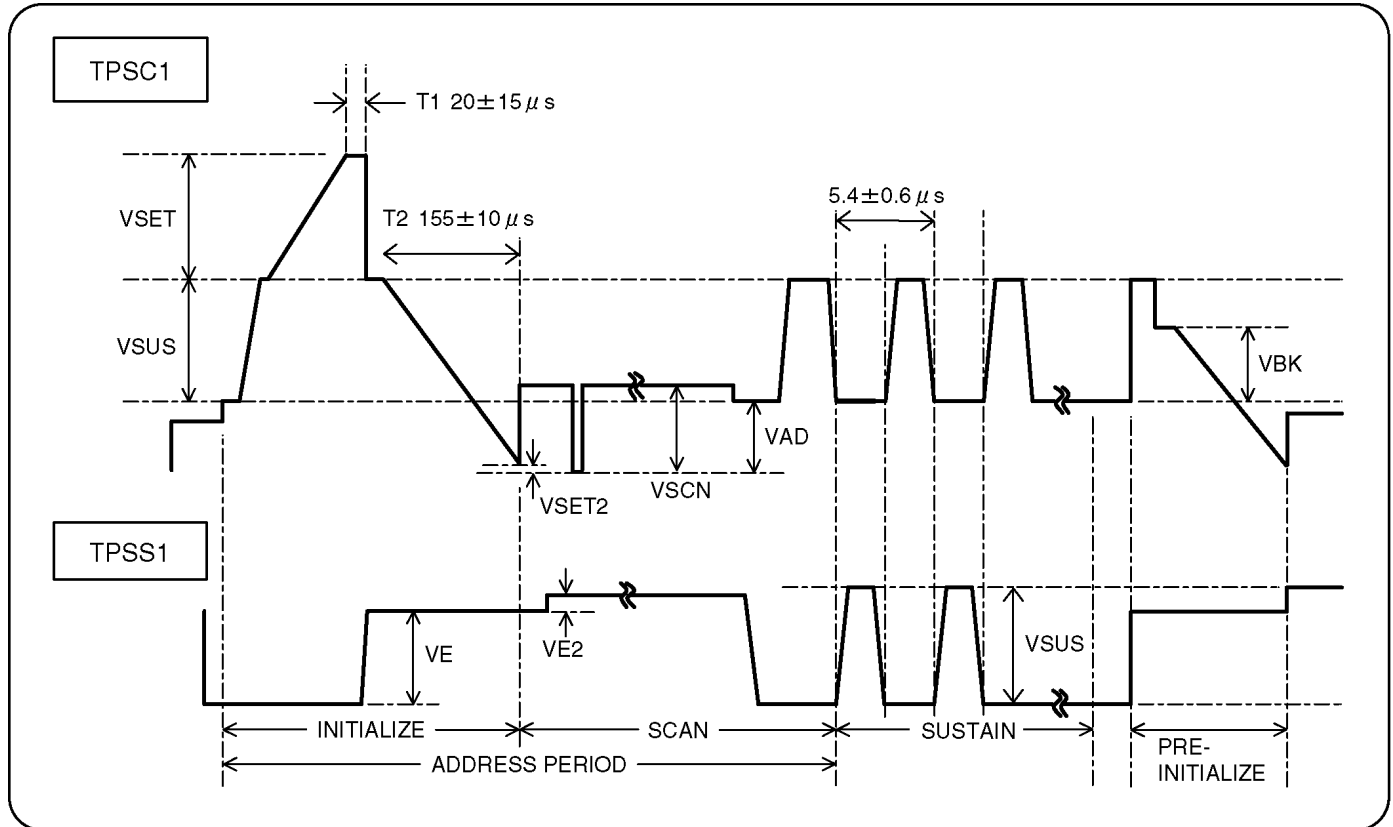 TPSC1
T1 20±15μs
VSET
T2 155±10μs
5.4±0.6μs
VSUS
VBK
VAD
VSCN
VSET2
TPSS1
VE
VE2
VSUS
INITIALIZE
SCAN
SUSTAIN
PRE-
INITIALIZE
ADDRESS PERIOD